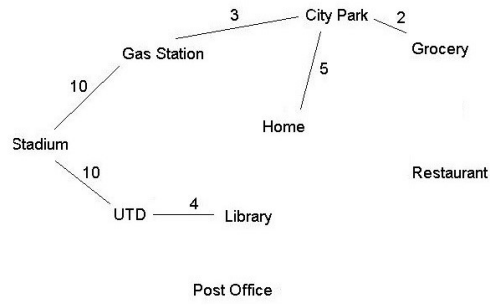 3
City Park
2
Gas Station
Grocery
10
5
Home
Stadium
10
Restaurant
UTD
4
Library
Post Office